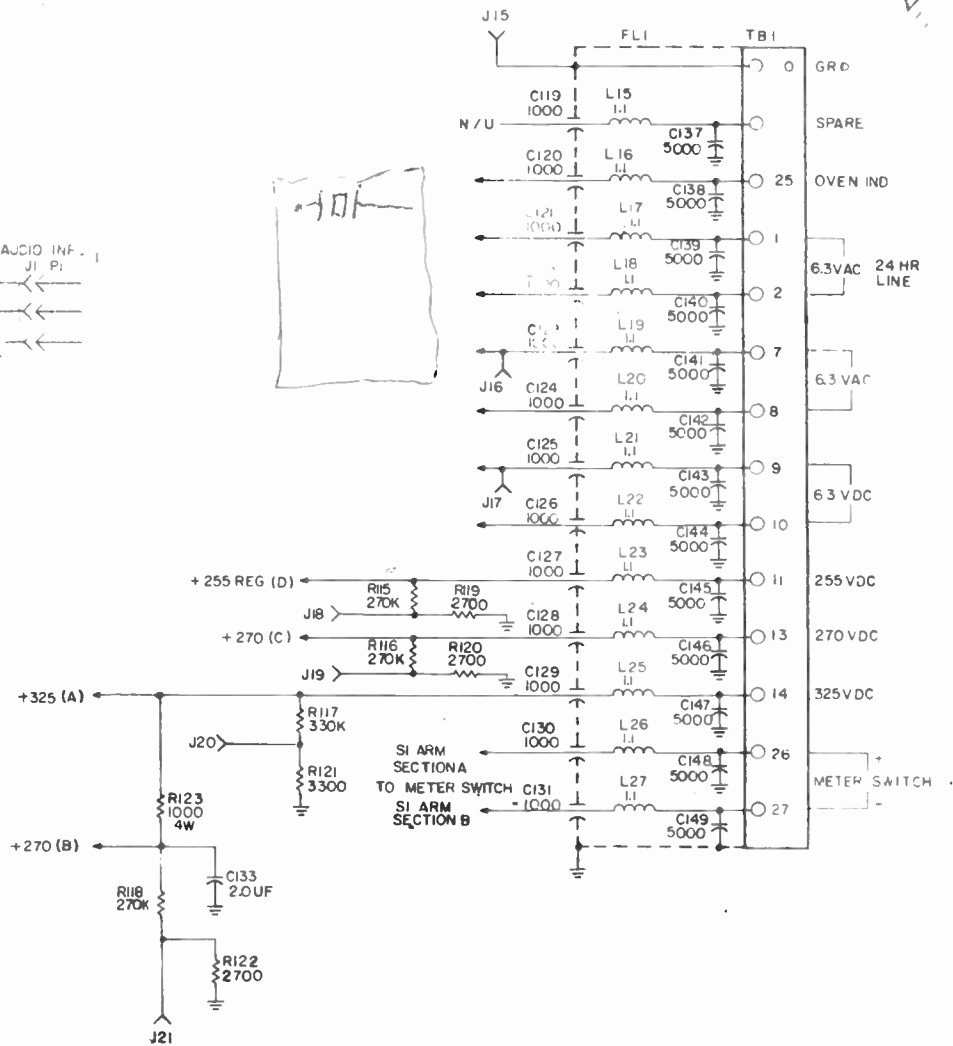 J15
FL1
TB1
0 GRD
C119
1000
L15
1.1
N/U
C137
5000
SPARE
C120
1000
L16
1.1
C138
5000
25 OVEN IND
1000
L17
1.1
C139
5000
1
AUDIO
J1 P1
L18
1.1
C140
5000
2
6.3VAC
24 HR
LINE
L19
1.1
C141
5000
7
J16
6.3 VAC
C124
1000
L20
1.1
C142
5000
8
C125
1000
L21
1.1
C143
5000
9
J17
6.3 VDC
C126
1000
L22
1.1
C144
5000
10
+255 REG (D)
R115
270K
R119
2700
J18
C127
1000
L23
1.1
C145
5000
11 255 VDC
+270 (C)
R116
270K
R120
2700
J19
C128
1000
L24
1.1
C146
5000
13 270 VDC
+325 (A)
C129
1000
L25
1.1
C147
5000
14 325VDC
R117
330K
J20
R121
3300
S1 ARM
SECTION A
C130
1000
L26
1.1
C148
5000
26
+
METER SWITCH
-
TO METER SWITCH
S1 ARM
SECTION B
C131
1000
L27
1.1
C149
5000
27
R123
1000
4W
+270 (B)
C133
2.0UF
R118
270K
R122
2700
J21